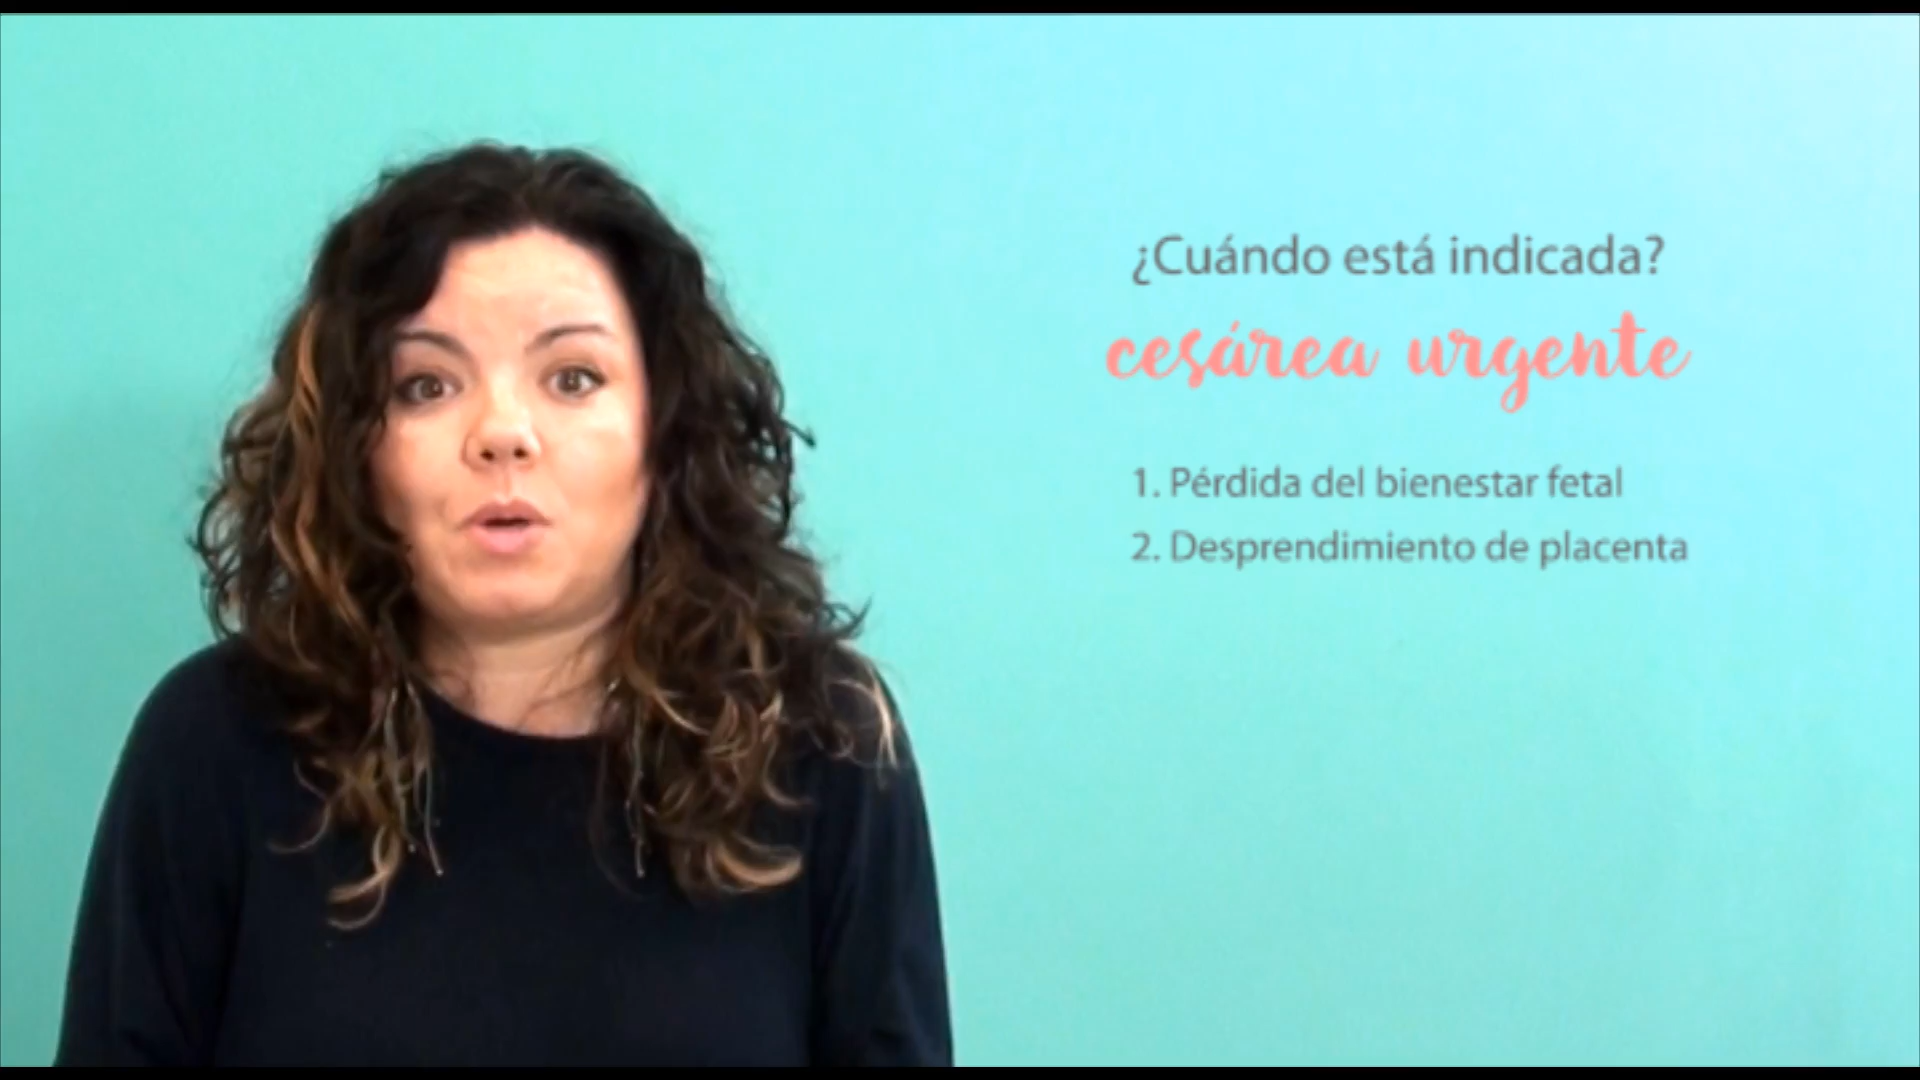 ¿Cuándo está indicada?
cesárea urgente
1. Pérdida del bienestar fetal
2. Desprendimiento de placenta